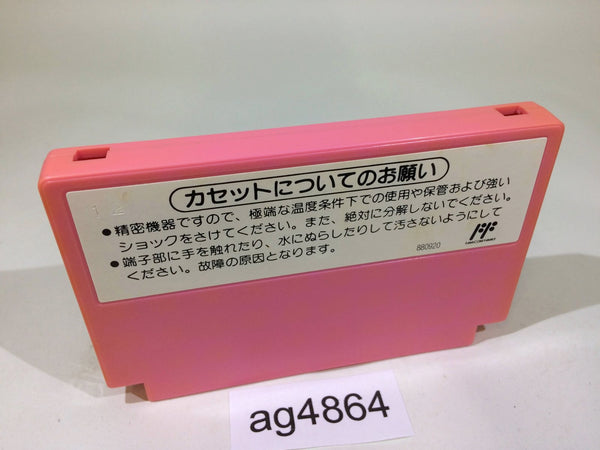 カセットについてのお願い
●精密機器ですので、極端な温度条件下での使用や保管および強い
ショックをさけてください。また、絶対に分解しないでください。
●端子部に手を触れたり、水にぬらしたりして汚さないようにして
ください。故障の原因となります。
880920
ag4864